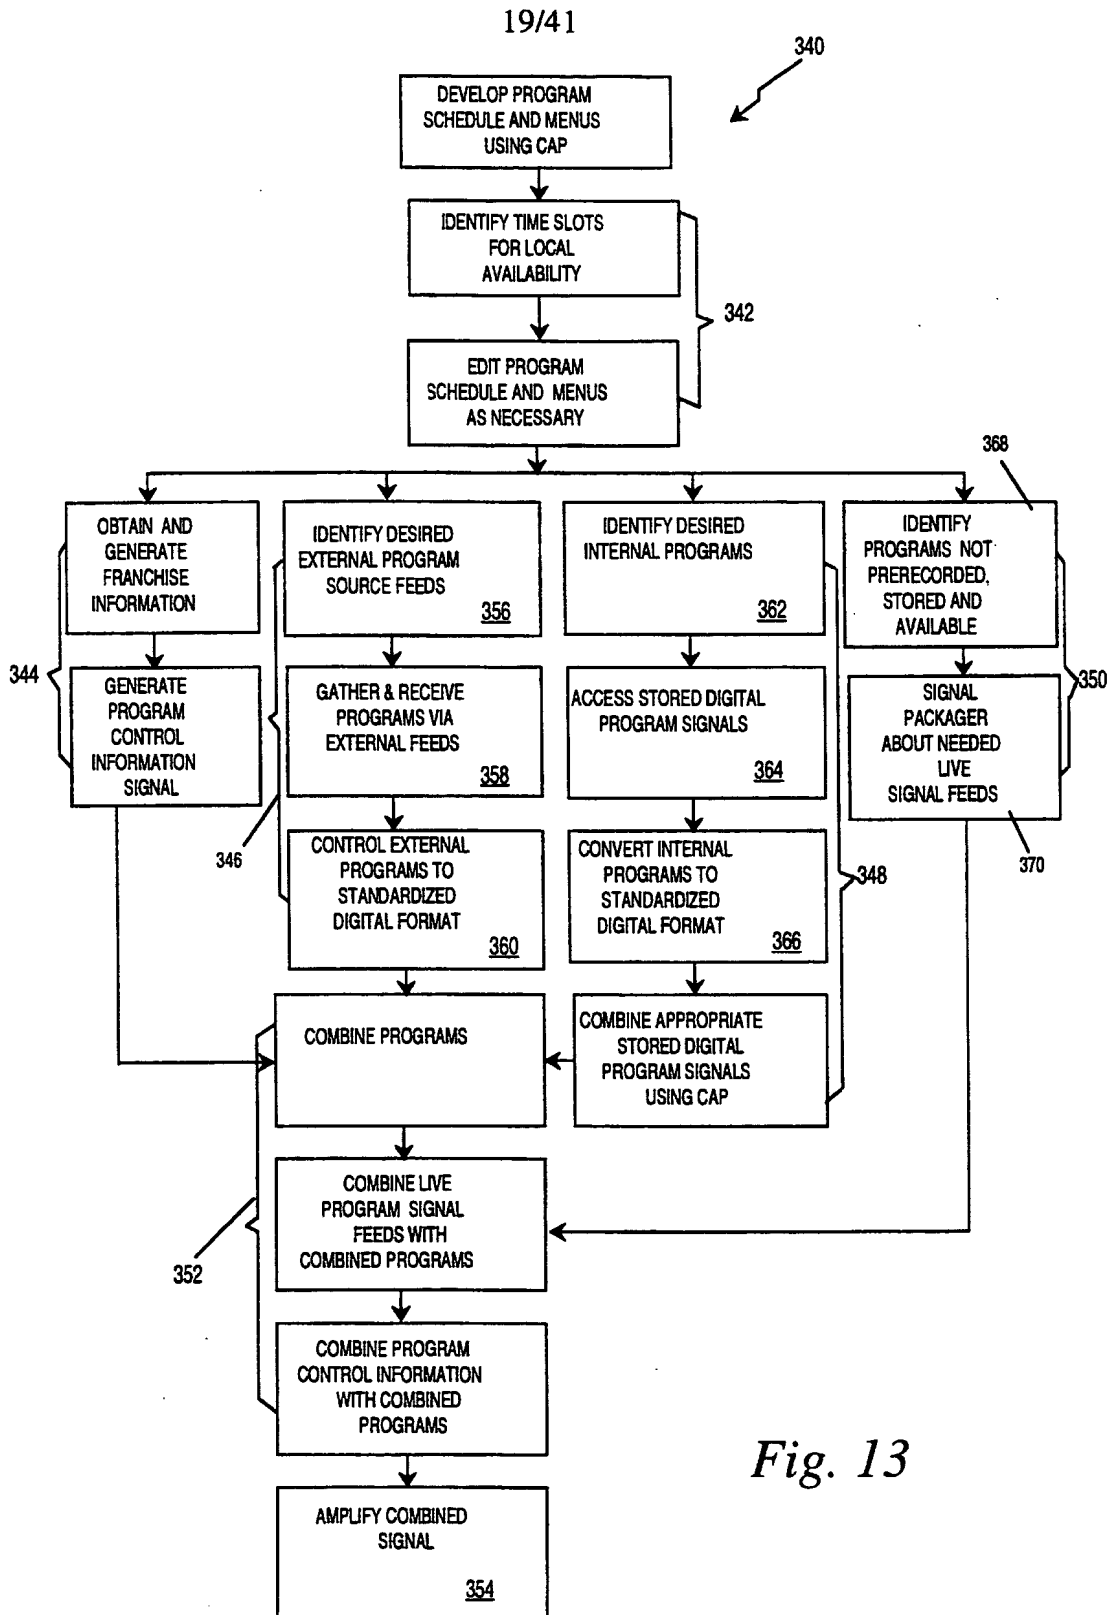 19/41
340
DEVELOP PROGRAM
SCHEDULE AND MENUS
USING CAP
IDENTIFY TIME SLOTS
FOR LOCAL
AVAILABILITY
342
EDIT PROGRAM
SCHEDULE AND MENUS
AS NECESSARY
368
OBTAIN AND
GENERATE
FRANCHISE
INFORMATION
IDENTIFY DESIRED
EXTERNAL PROGRAM
SOURCE FEEDS
356
IDENTIFY DESIRED
INTERNAL PROGRAMS
362
IDENTIFY
PROGRAMS NOT
PRERECORDED,
STORED AND
AVAILABLE
344
350
GENERATE
PROGRAM
CONTROL
INFORMATION
SIGNAL
GATHER & RECEIVE
PROGRAMS VIA
EXTERNAL FEEDS
358
ACCESS STORED DIGITAL
PROGRAM SIGNALS
364
SIGNAL
PACKAGER
ABOUT NEEDED
LIVE
SIGNAL FEEDS
346
370
CONTROL EXTERNAL
PROGRAMS TO
STANDARDIZED
DIGITAL FORMAT
360
CONVERT INTERNAL
PROGRAMS TO
STANDARDIZED
DIGITAL FORMAT
366
348
COMBINE PROGRAMS
COMBINE APPROPRIATE
STORED DIGITAL
PROGRAM SIGNALS
USING CAP
COMBINE LIVE
PROGRAM SIGNAL
FEEDS WITH
COMBINED PROGRAMS
352
COMBINE PROGRAM
CONTROL INFORMATION
WITH COMBINED
PROGRAMS
Fig. 13
AMPLIFY COMBINED
SIGNAL
354